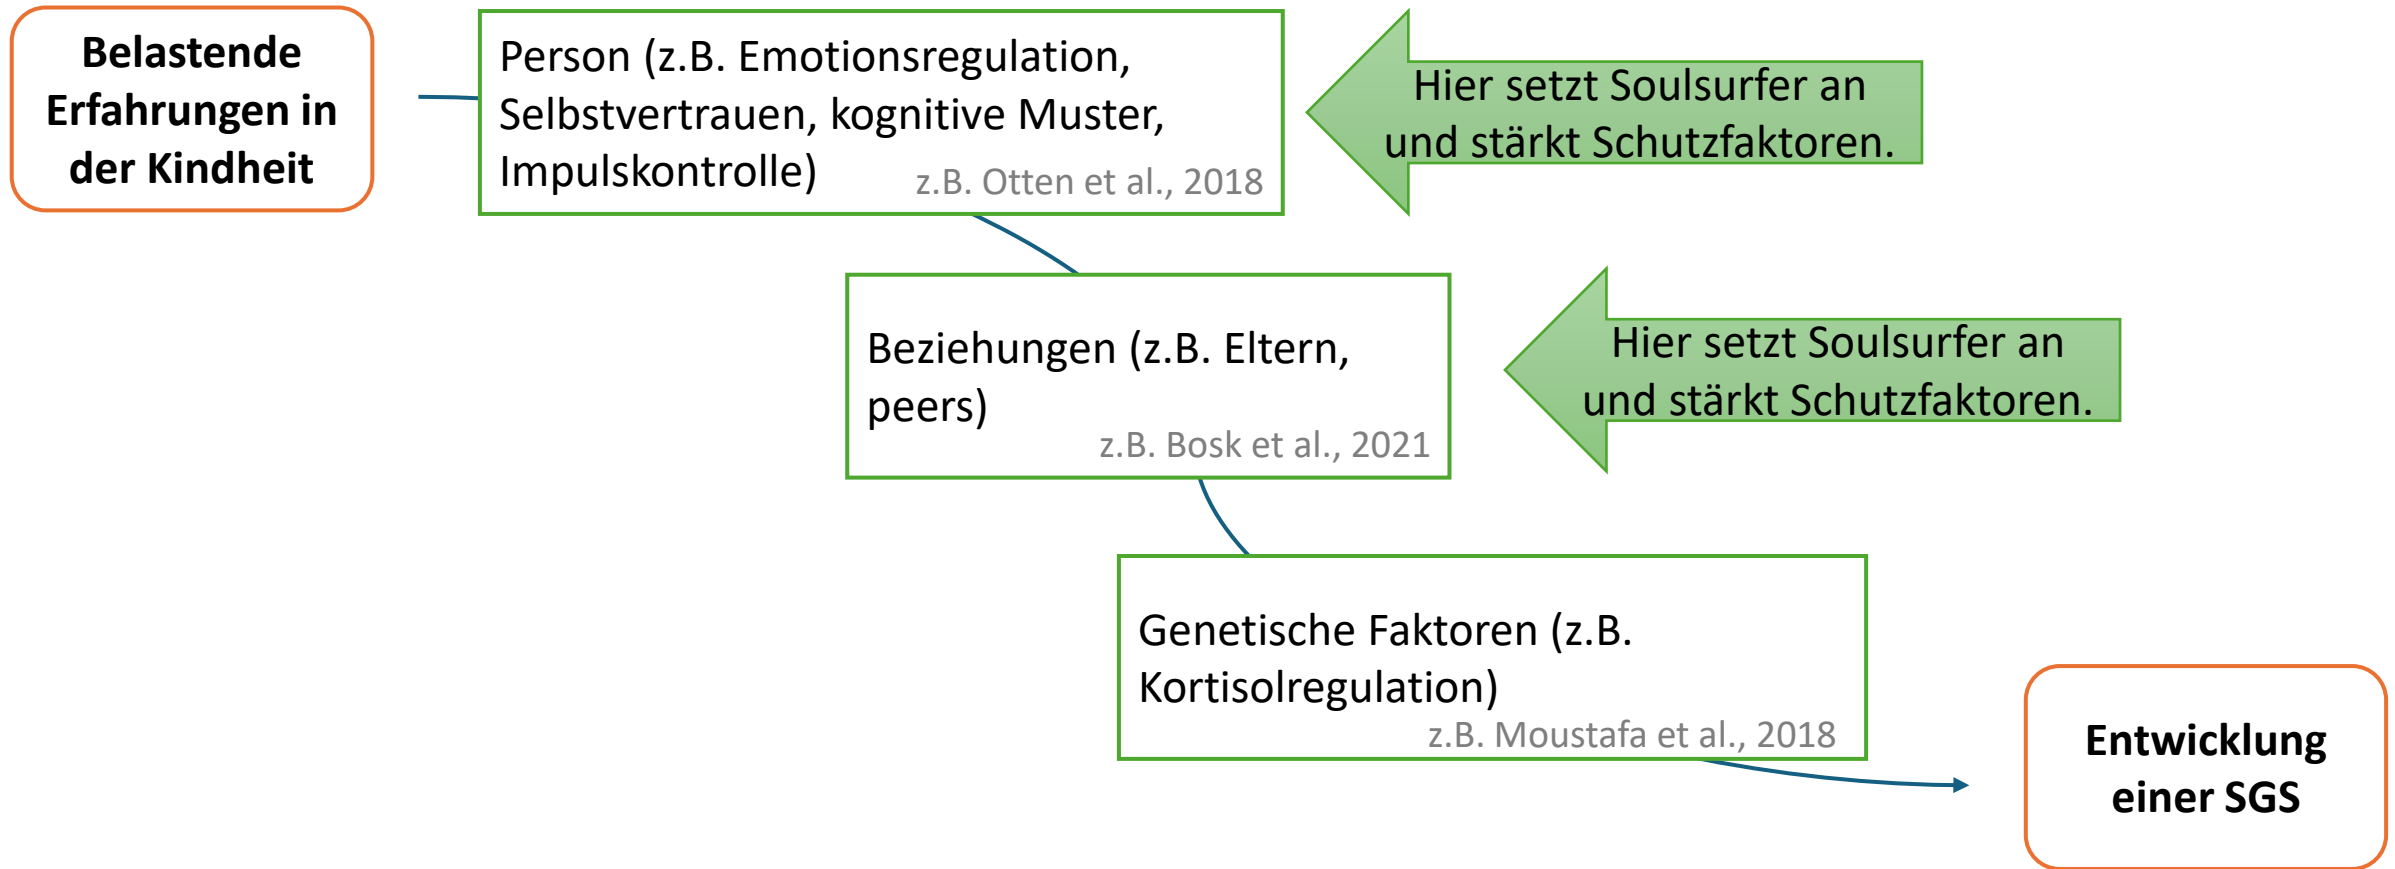 Belastende
Erfahrungen in
der Kindheit
Person (z.B. Emotionsregulation,
Selbstvertrauen, kognitive Muster,
Impulskontrolle)
z.B. Otten et al., 2018
Hier setzt Soulsurfer an
und stärkt Schutzfaktoren.
Beziehungen (z.B. Eltern,
peers)
z.B. Bosk et al., 2021
Hier setzt Soulsurfer an
und stärkt Schutzfaktoren.
Genetische Faktoren (z.B.
Kortisolregulation)
z.B. Moustafa et al., 2018
Entwicklung
einer SGS